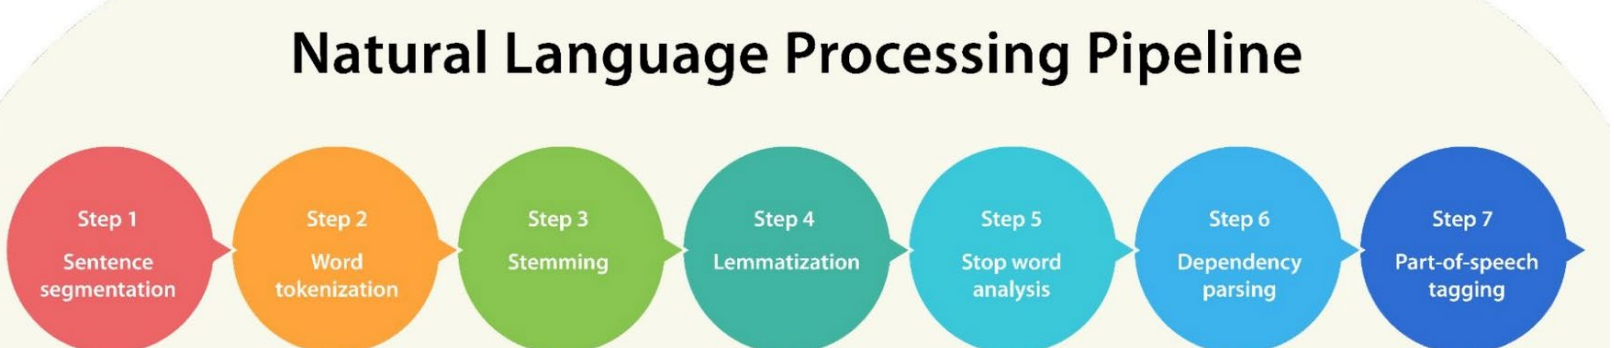 Natural Language Processing Pipeline
Step 1
Sentence
segmentation
Step 2
Word
tokenization
Step 3
Stemming
Step 4
Lemmatization
Step 5
Stop word
analysis
Step 6
Dependency
parsing
Step 7
Part-of-speech
tagging